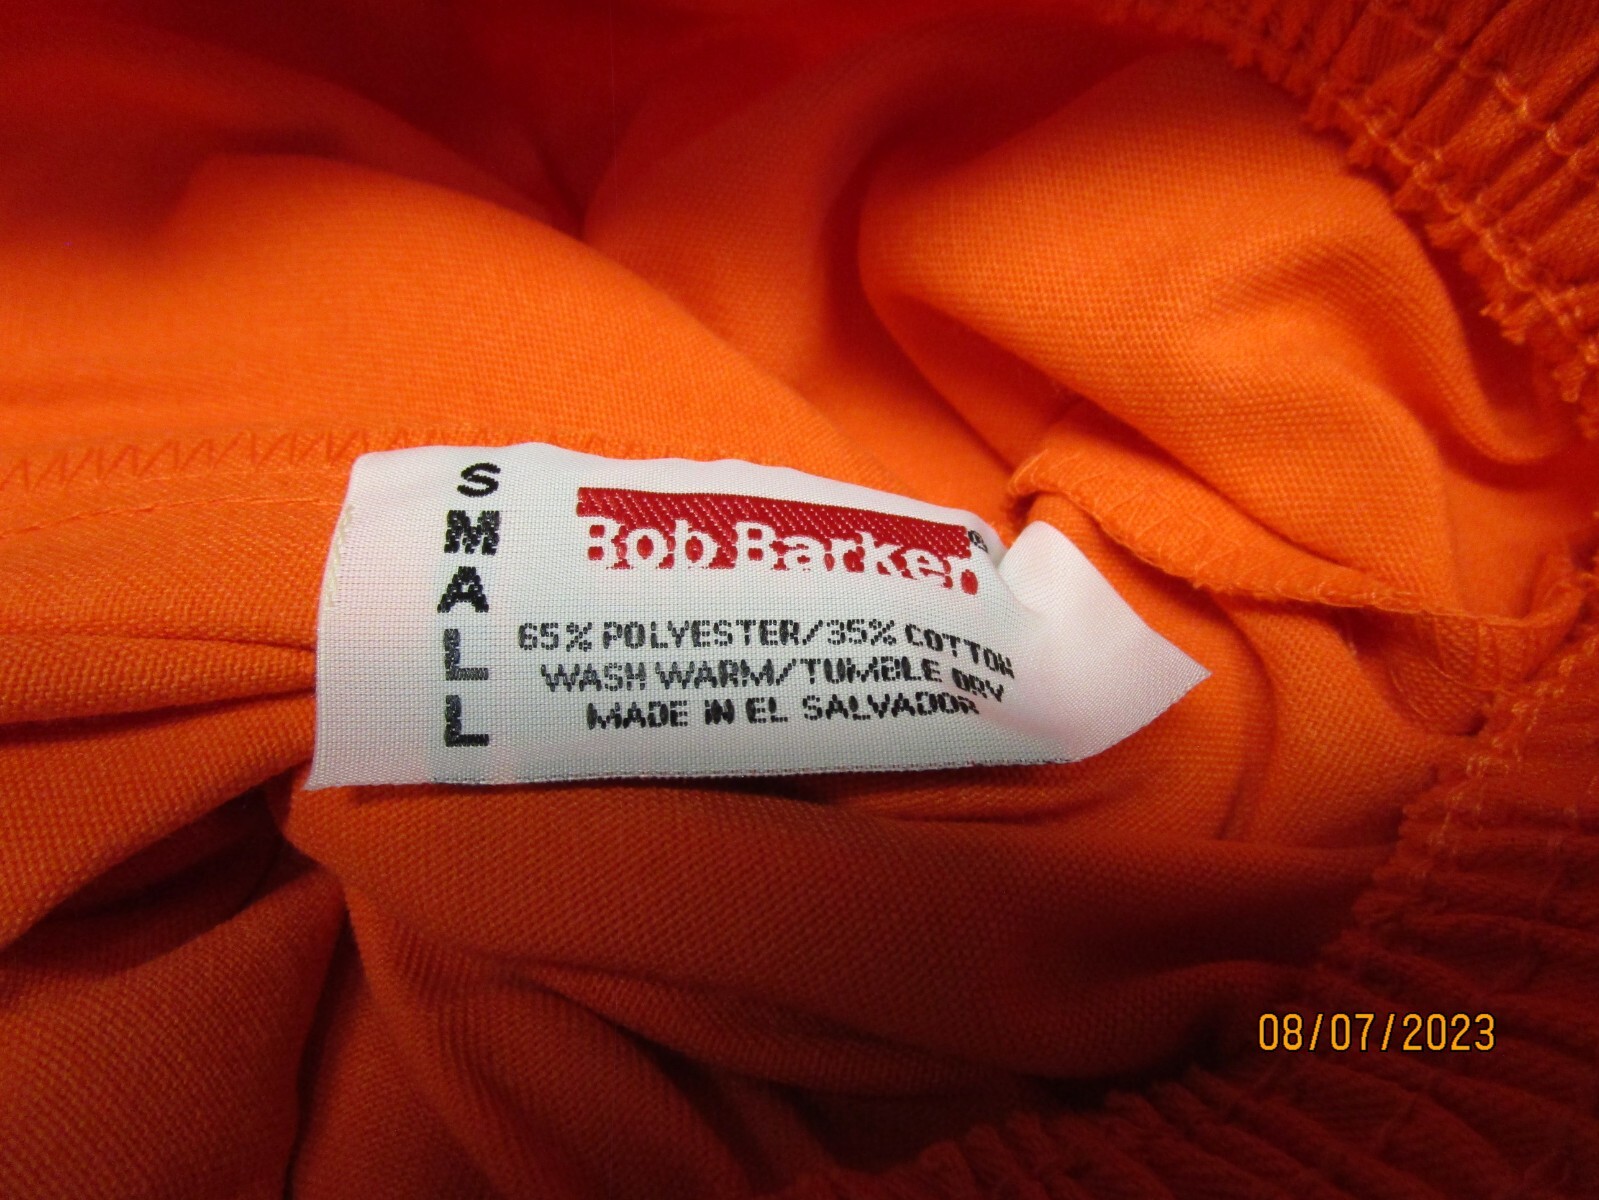 SMALL
Bob Barker®
65% POLYESTER/35% COTTON
WASH WARM/TUMBLE DRY
MADE IN EL SALVADOR
08/07/2023